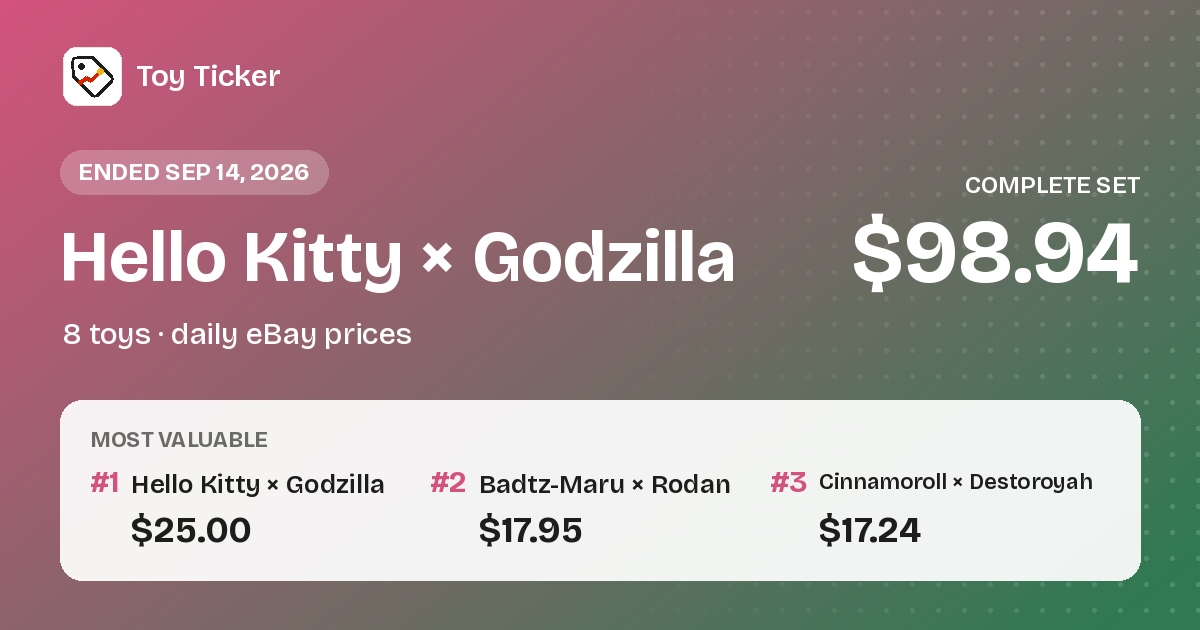 Toy Ticker
ENDED SEP 14, 2026
Hello Kitty × Godzilla
8 toys · daily eBay prices
COMPLETE SET
$98.94
MOST VALUABLE
#1 Hello Kitty × Godzilla
$25.00
#2 Badtz-Maru × Rodan
$17.95
#3 Cinnamoroll × Destoroyah
$17.24